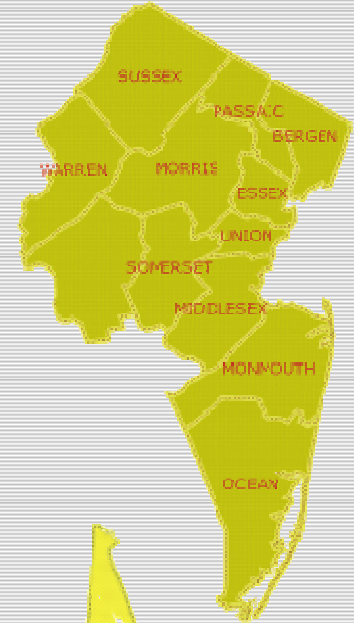 SUSSEX
PASSAIC
BERGEN
WARREN
MORRIS
ESSEX
UNION
SOMERSET
MIDDLESEX
MONMOUTH
OCEAN